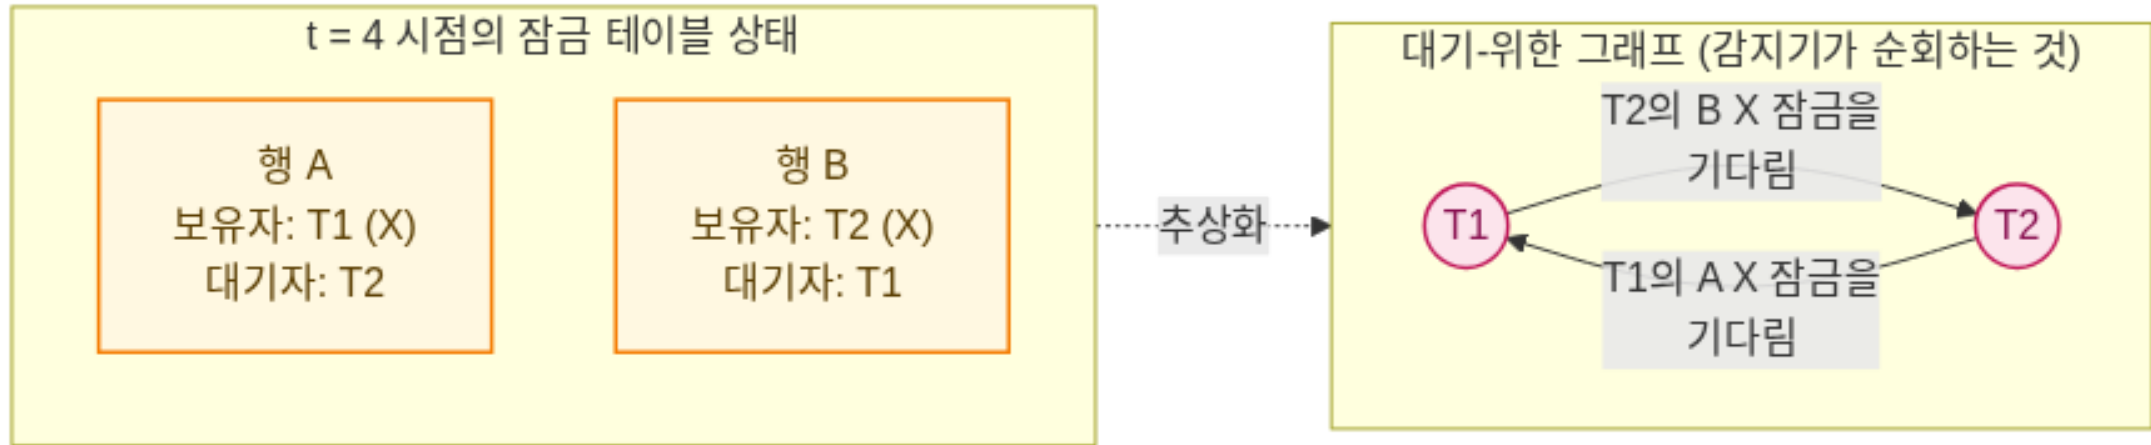 t = 4 시점의 잠금 테이블 상태
행 A
보유자: T1 (X)
대기자: T2
행 B
보유자: T2 (X)
대기자: T1
추상화
대기-위한 그래프 (감지기가 순회하는 것)
T2의 B X 잠금을
기다림
T1
T2
T1의 A X 잠금을
기다림